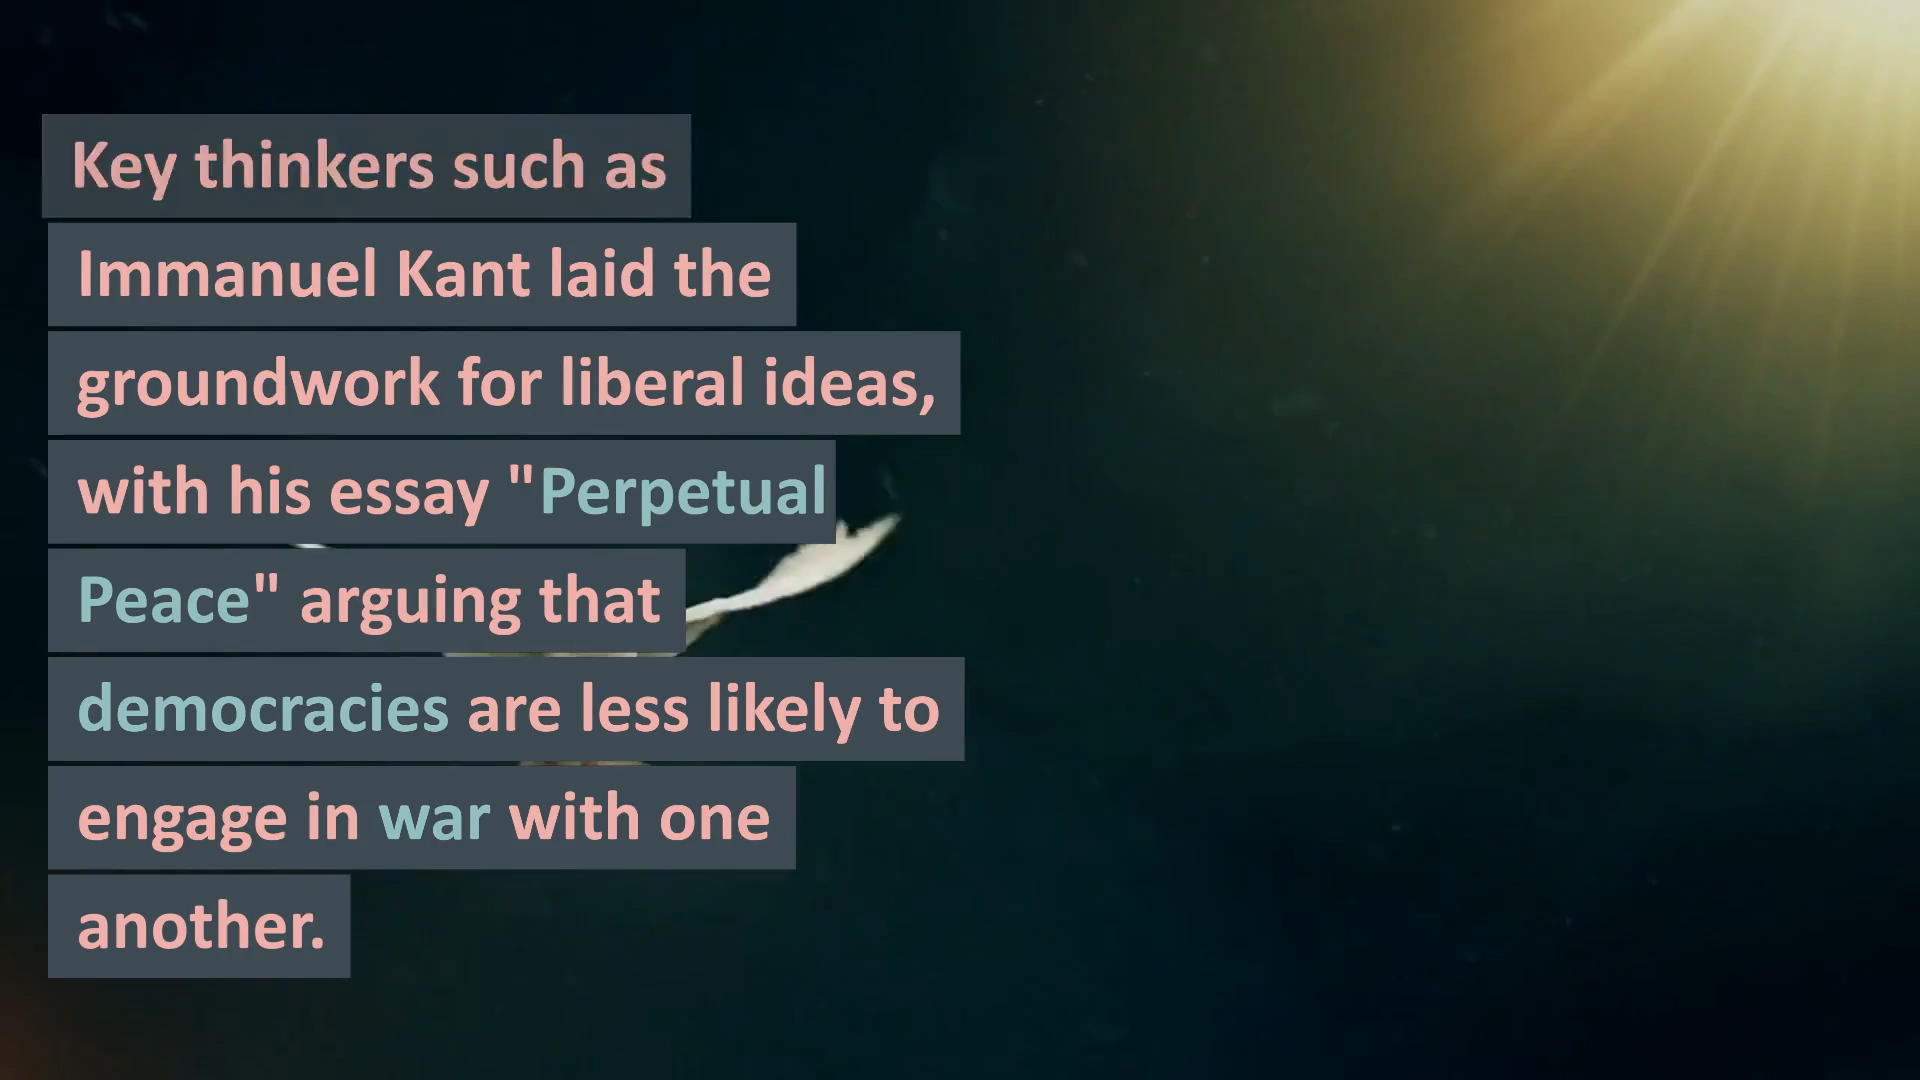 Key thinkers such as
Immanuel Kant laid the
groundwork for liberal ideas,
with his essay "Perpetual
Peace" arguing that
democracies are less likely to
engage in war with one
another.